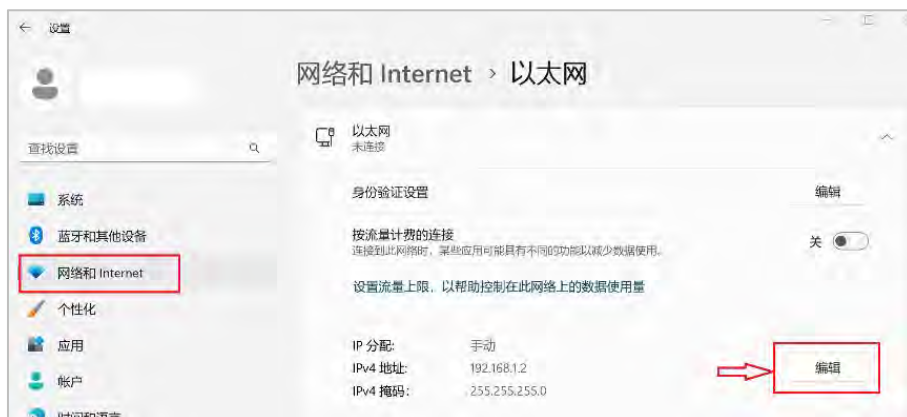 ← 设置
网络和 Internet › 以太网
以太网
未连接
查找设置
身份验证设置 编辑
系统
蓝牙和其他设备
按流量计费的连接 关
连接到此网络时，某些应用可能具有不同的功能以减少数据使用。
网络和 Internet
设置流量上限，以帮助控制在此网络上的数据使用量
个性化
应用
IP 分配: 手动
IPv4 地址: 192.168.1.2 编辑
帐户
IPv4 掩码: 255.255.255.0
时间和语言